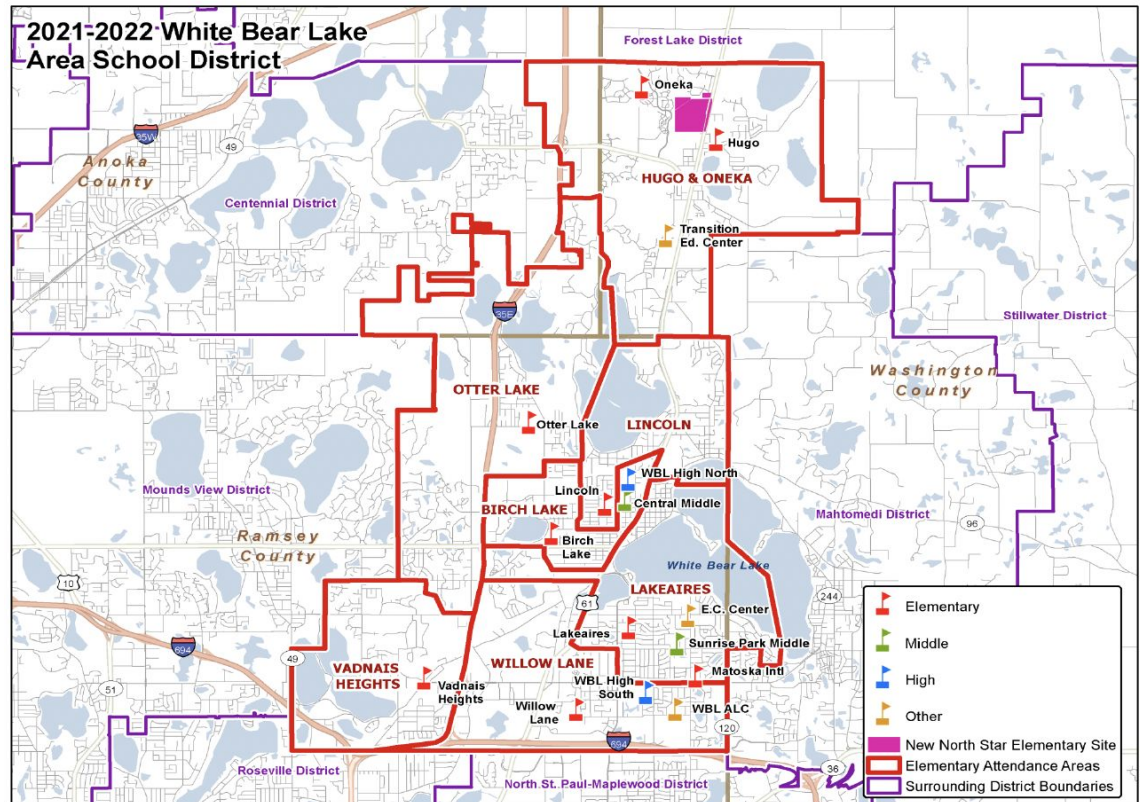 2021-2022 White Bear Lake
Area School District
Forest Lake District
Oneka
35W
49
Hugo
Anoka
County
HUGO & ONEKA
Centennial District
Transition
Ed. Center
35E
Stillwater District
Washington
County
OTTER LAKE
Otter Lake
LINCOLN
WBL High North
Mounds View District
Lincoln
Central Middle
BIRCH LAKE
Mahtomedi District
96
Ramsey
County
Birch
Lake
White Bear Lake
10
LAKEAIRES
61
E.C. Center
244
Lakeaires
Sunrise Park Middle
694
49
WILLOW LANE
VADNAIS
HEIGHTS
Matoska Intl
51
Vadnais
Heights
WBL High
South
Willow
Lane
WBL ALC
120
694
Roseville District
36
North St. Paul-Maplewood District
Elementary
Middle
High
Other
New North Star Elementary Site
Elementary Attendance Areas
Surrounding District Boundaries